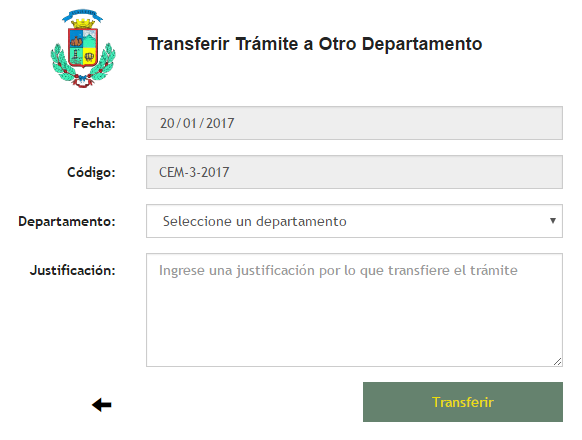 Transferir Trámite a Otro Departamento
Fecha: 20/01/2017
Código: CEM-3-2017
Departamento: Seleccione un departamento
Justificación: Ingrese una justificación por lo que transfiere el trámite
Transferir